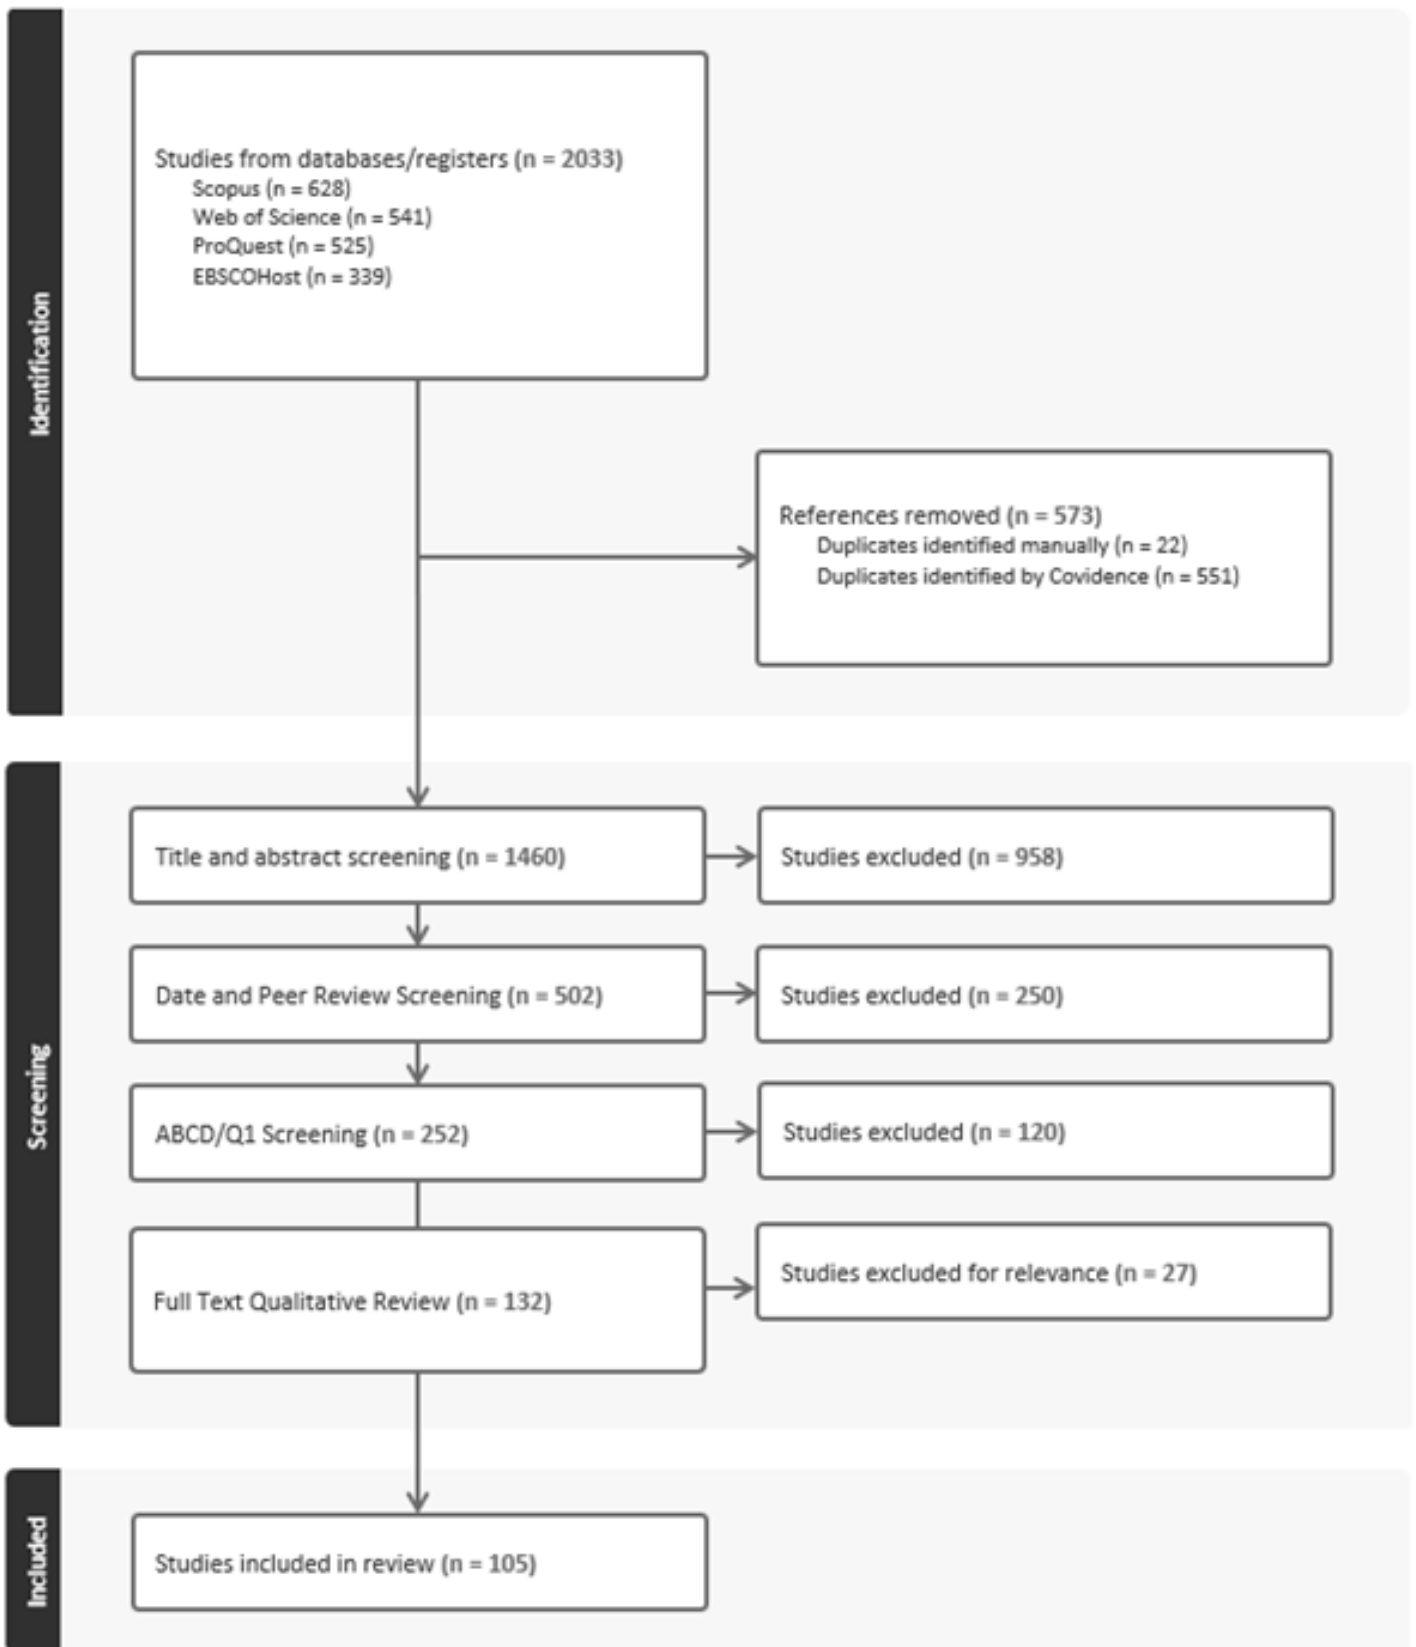 Identification
Studies from databases/registers (n = 2033)
Scopus (n = 628)
Web of Science (n = 541)
ProQuest (n = 525)
EBSCOHost (n = 339)
References removed (n = 573)
Duplicates identified manually (n = 22)
Duplicates identified by Covidence (n = 551)
Screening
Title and abstract screening (n = 1460)
Studies excluded (n = 958)
Date and Peer Review Screening (n = 502)
Studies excluded (n = 250)
ABCD/Q1 Screening (n = 252)
Studies excluded (n = 120)
Full Text Qualitative Review (n = 132)
Studies excluded for relevance (n = 27)
Included
Studies included in review (n = 105)